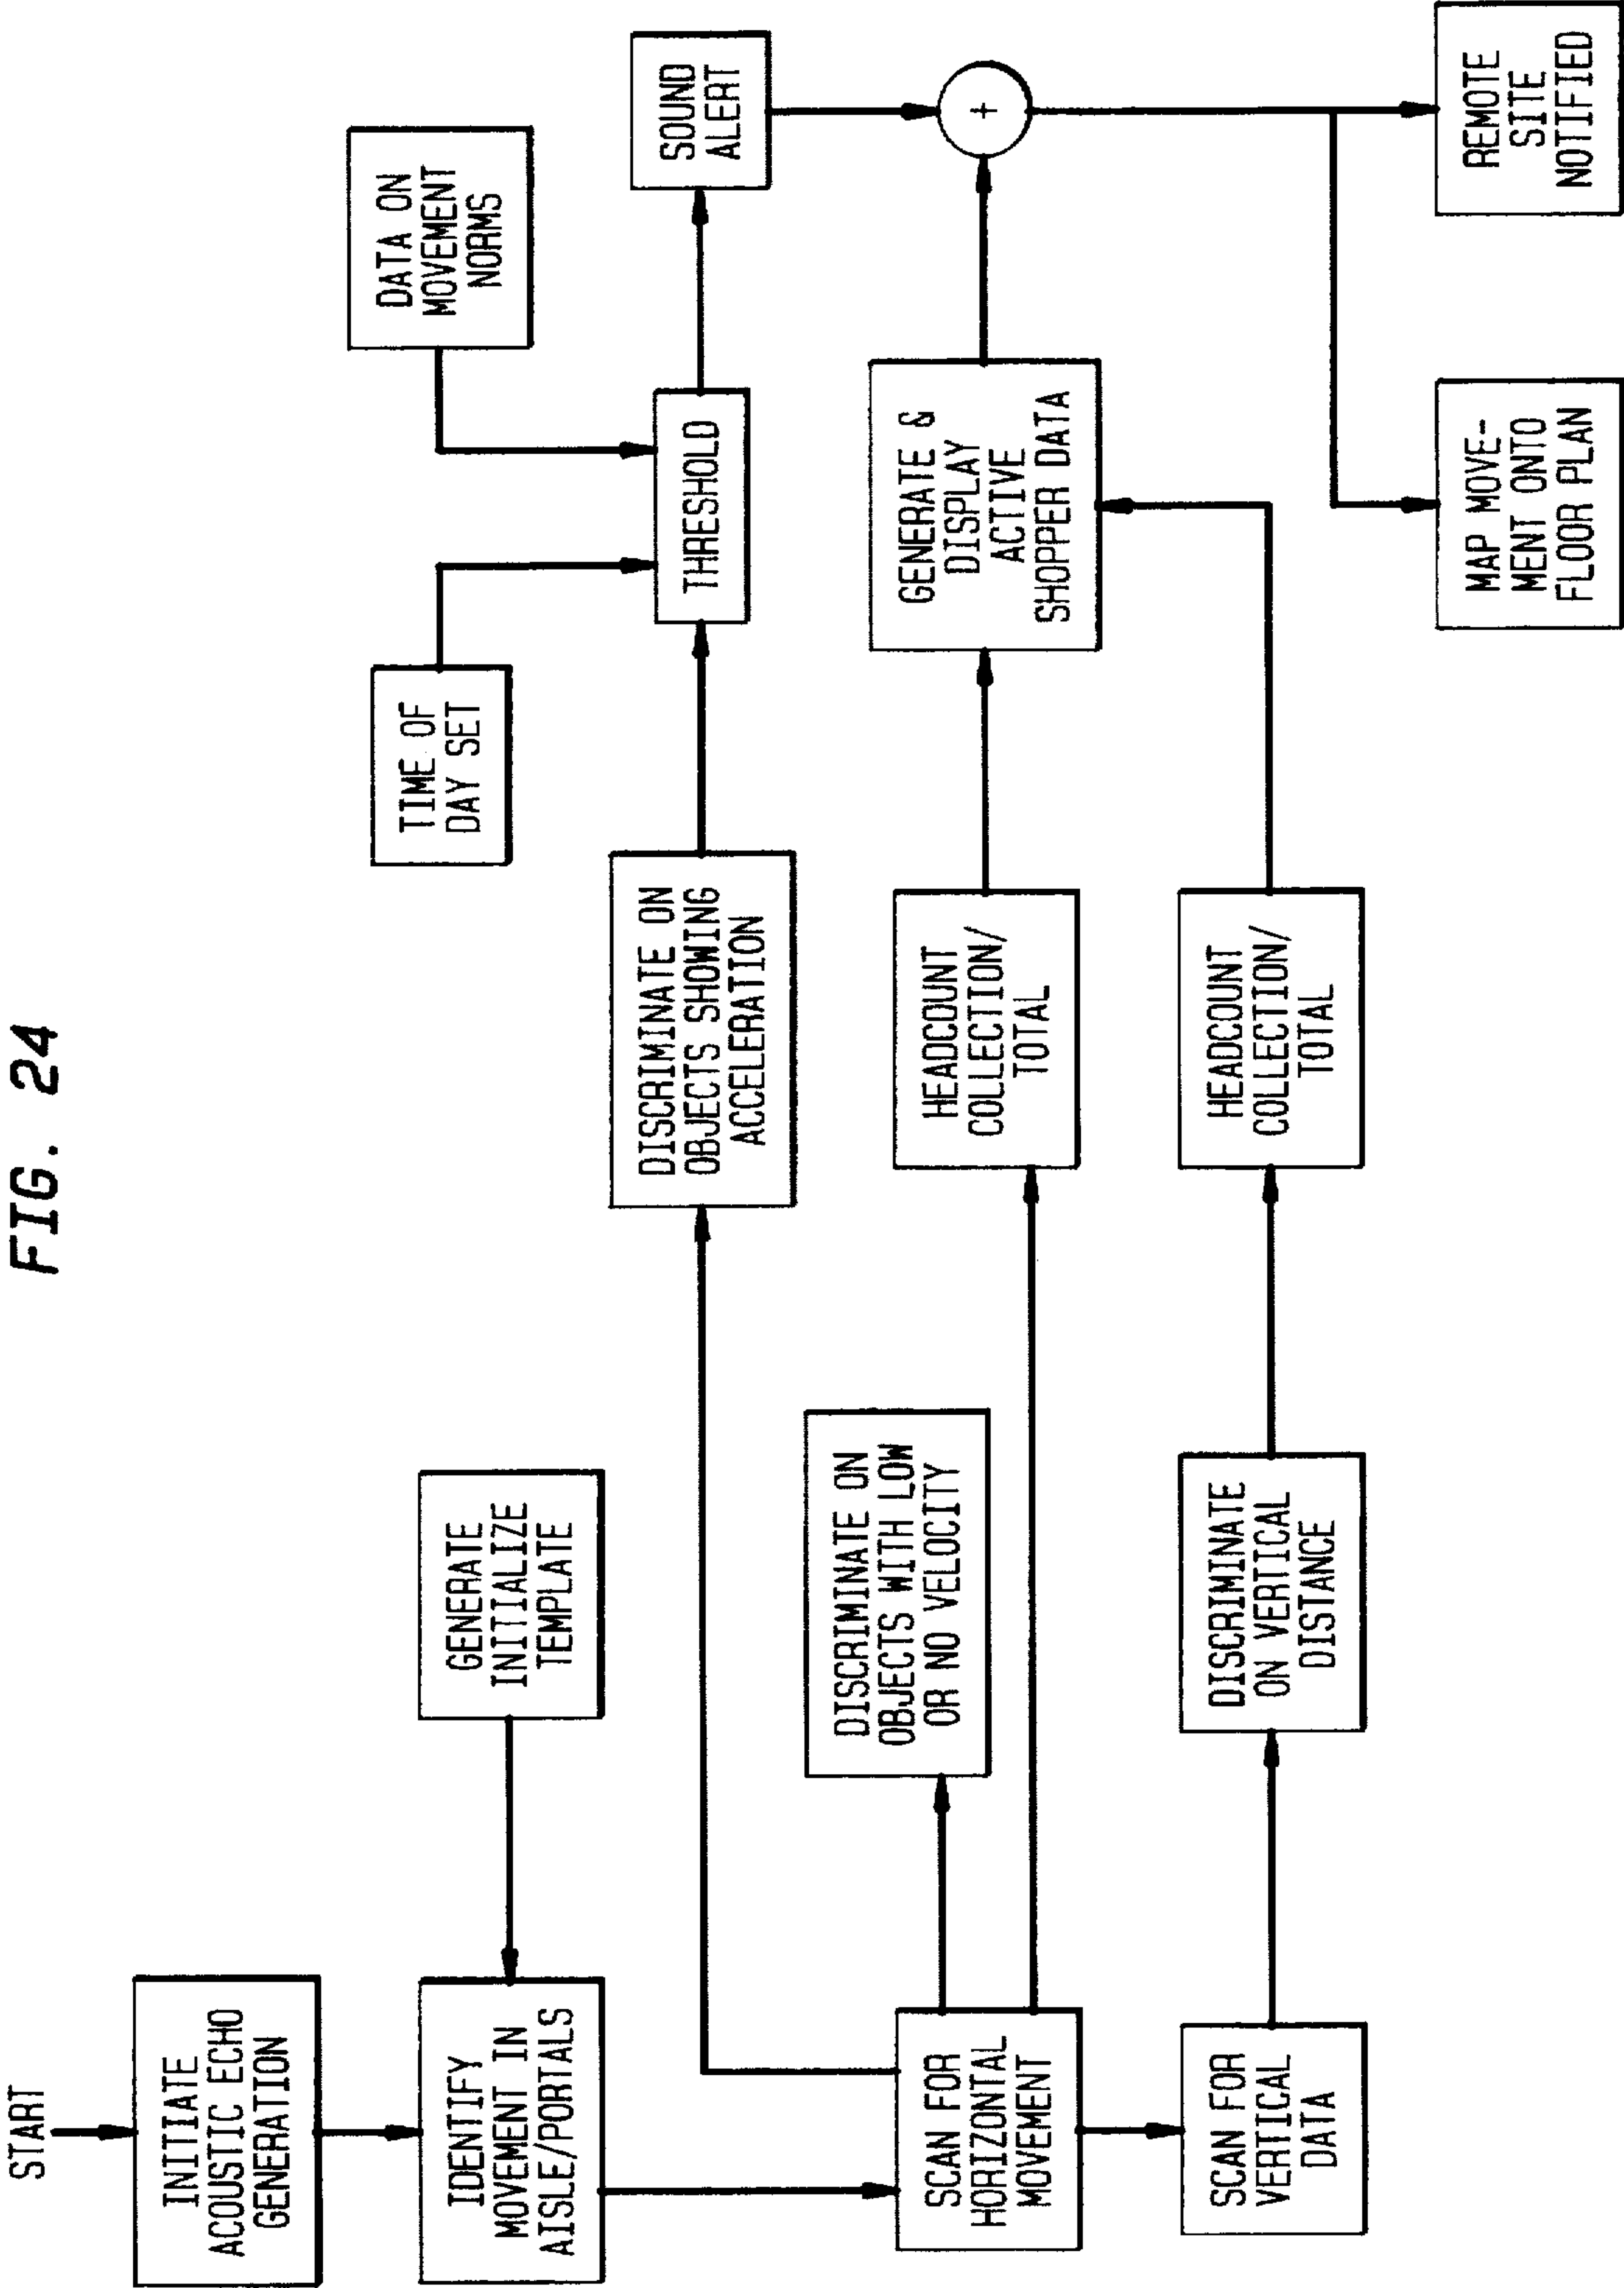 FIG. 24
START
INITIATE
ACOUSTIC ECHO
GENERATION
IDENTIFY
MOVEMENT IN
AISLE/PORTALS
GENERATE
INITIALIZE
TEMPLATE
TIME OF
DAY SET
DATA ON
MOVEMENT
NORMS
DISCRIMINATE ON
OBJECTS SHOWING
ACCELERATION
THRESHOLD
SOUND
ALERT
SCAN FOR
HORIZONTAL
MOVEMENT
DISCRIMINATE ON
OBJECTS WITH LOW
OR NO VELOCITY
HEADCOUNT
COLLECTION/
TOTAL
GENERATE &
DISPLAY
ACTIVE
SHOPPER DATA
+
SCAN FOR
VERTICAL
DATA
DISCRIMINATE
ON VERTICAL
DISTANCE
HEADCOUNT
COLLECTION/
TOTAL
MAP MOVE-
MENT ONTO
FLOOR PLAN
REMOTE
SITE
NOTIFIED